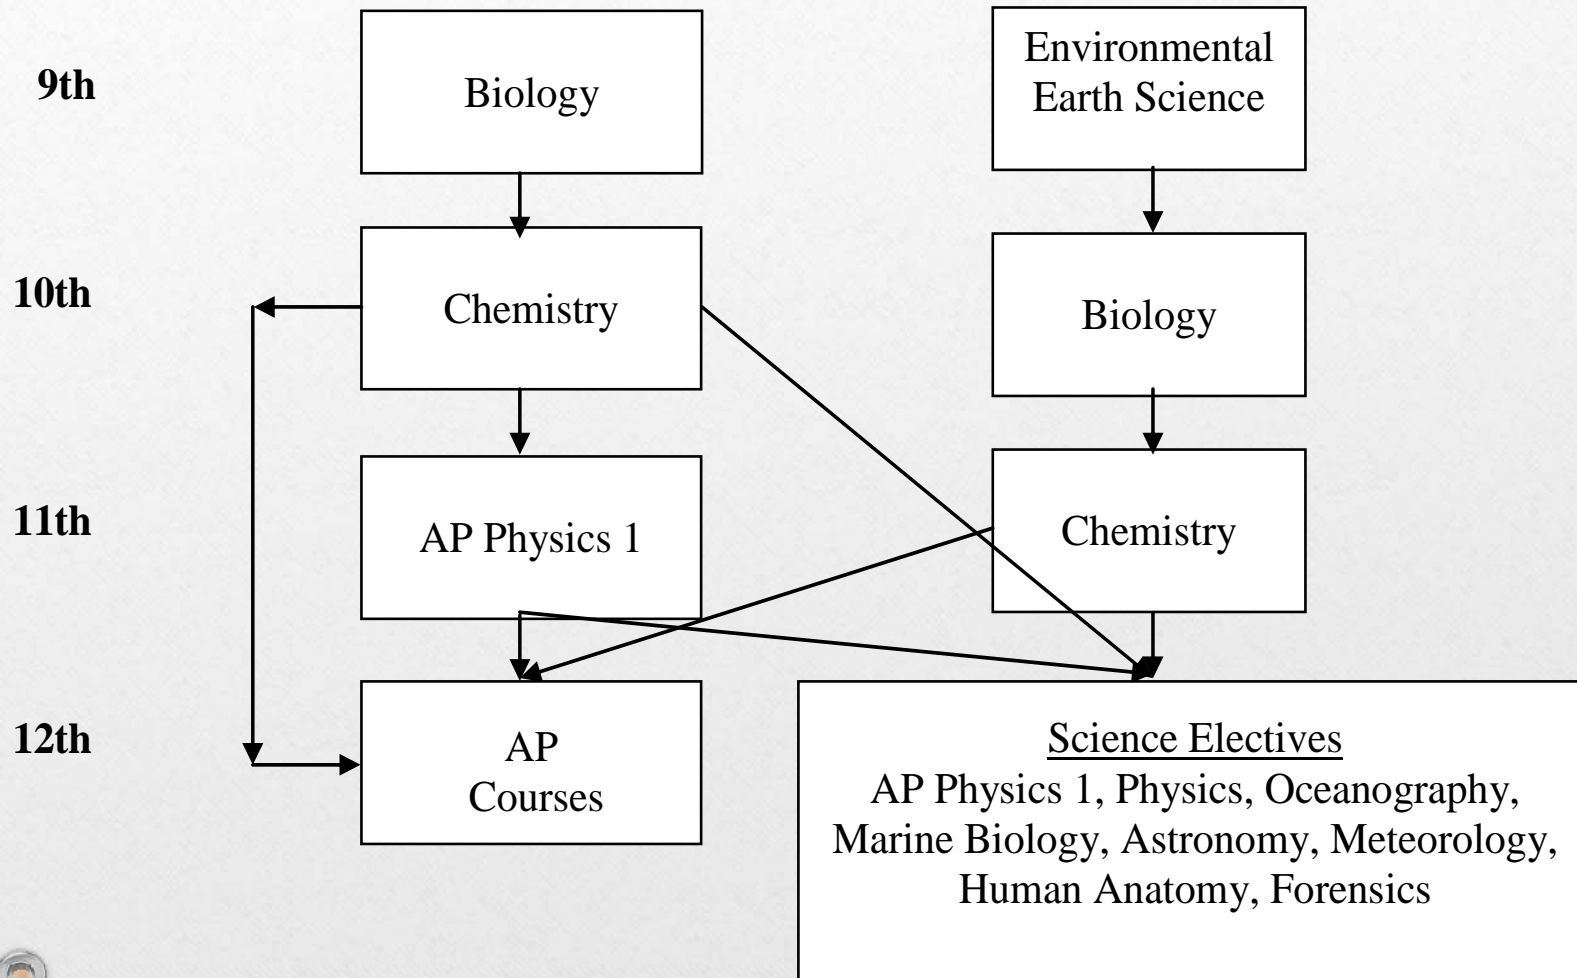 9th
Biology
Environmental
Earth Science
10th
Chemistry
Biology
11th
AP Physics 1
Chemistry
12th
AP
Courses
Science Electives
AP Physics 1, Physics, Oceanography,
Marine Biology, Astronomy, Meteorology,
Human Anatomy, Forensics